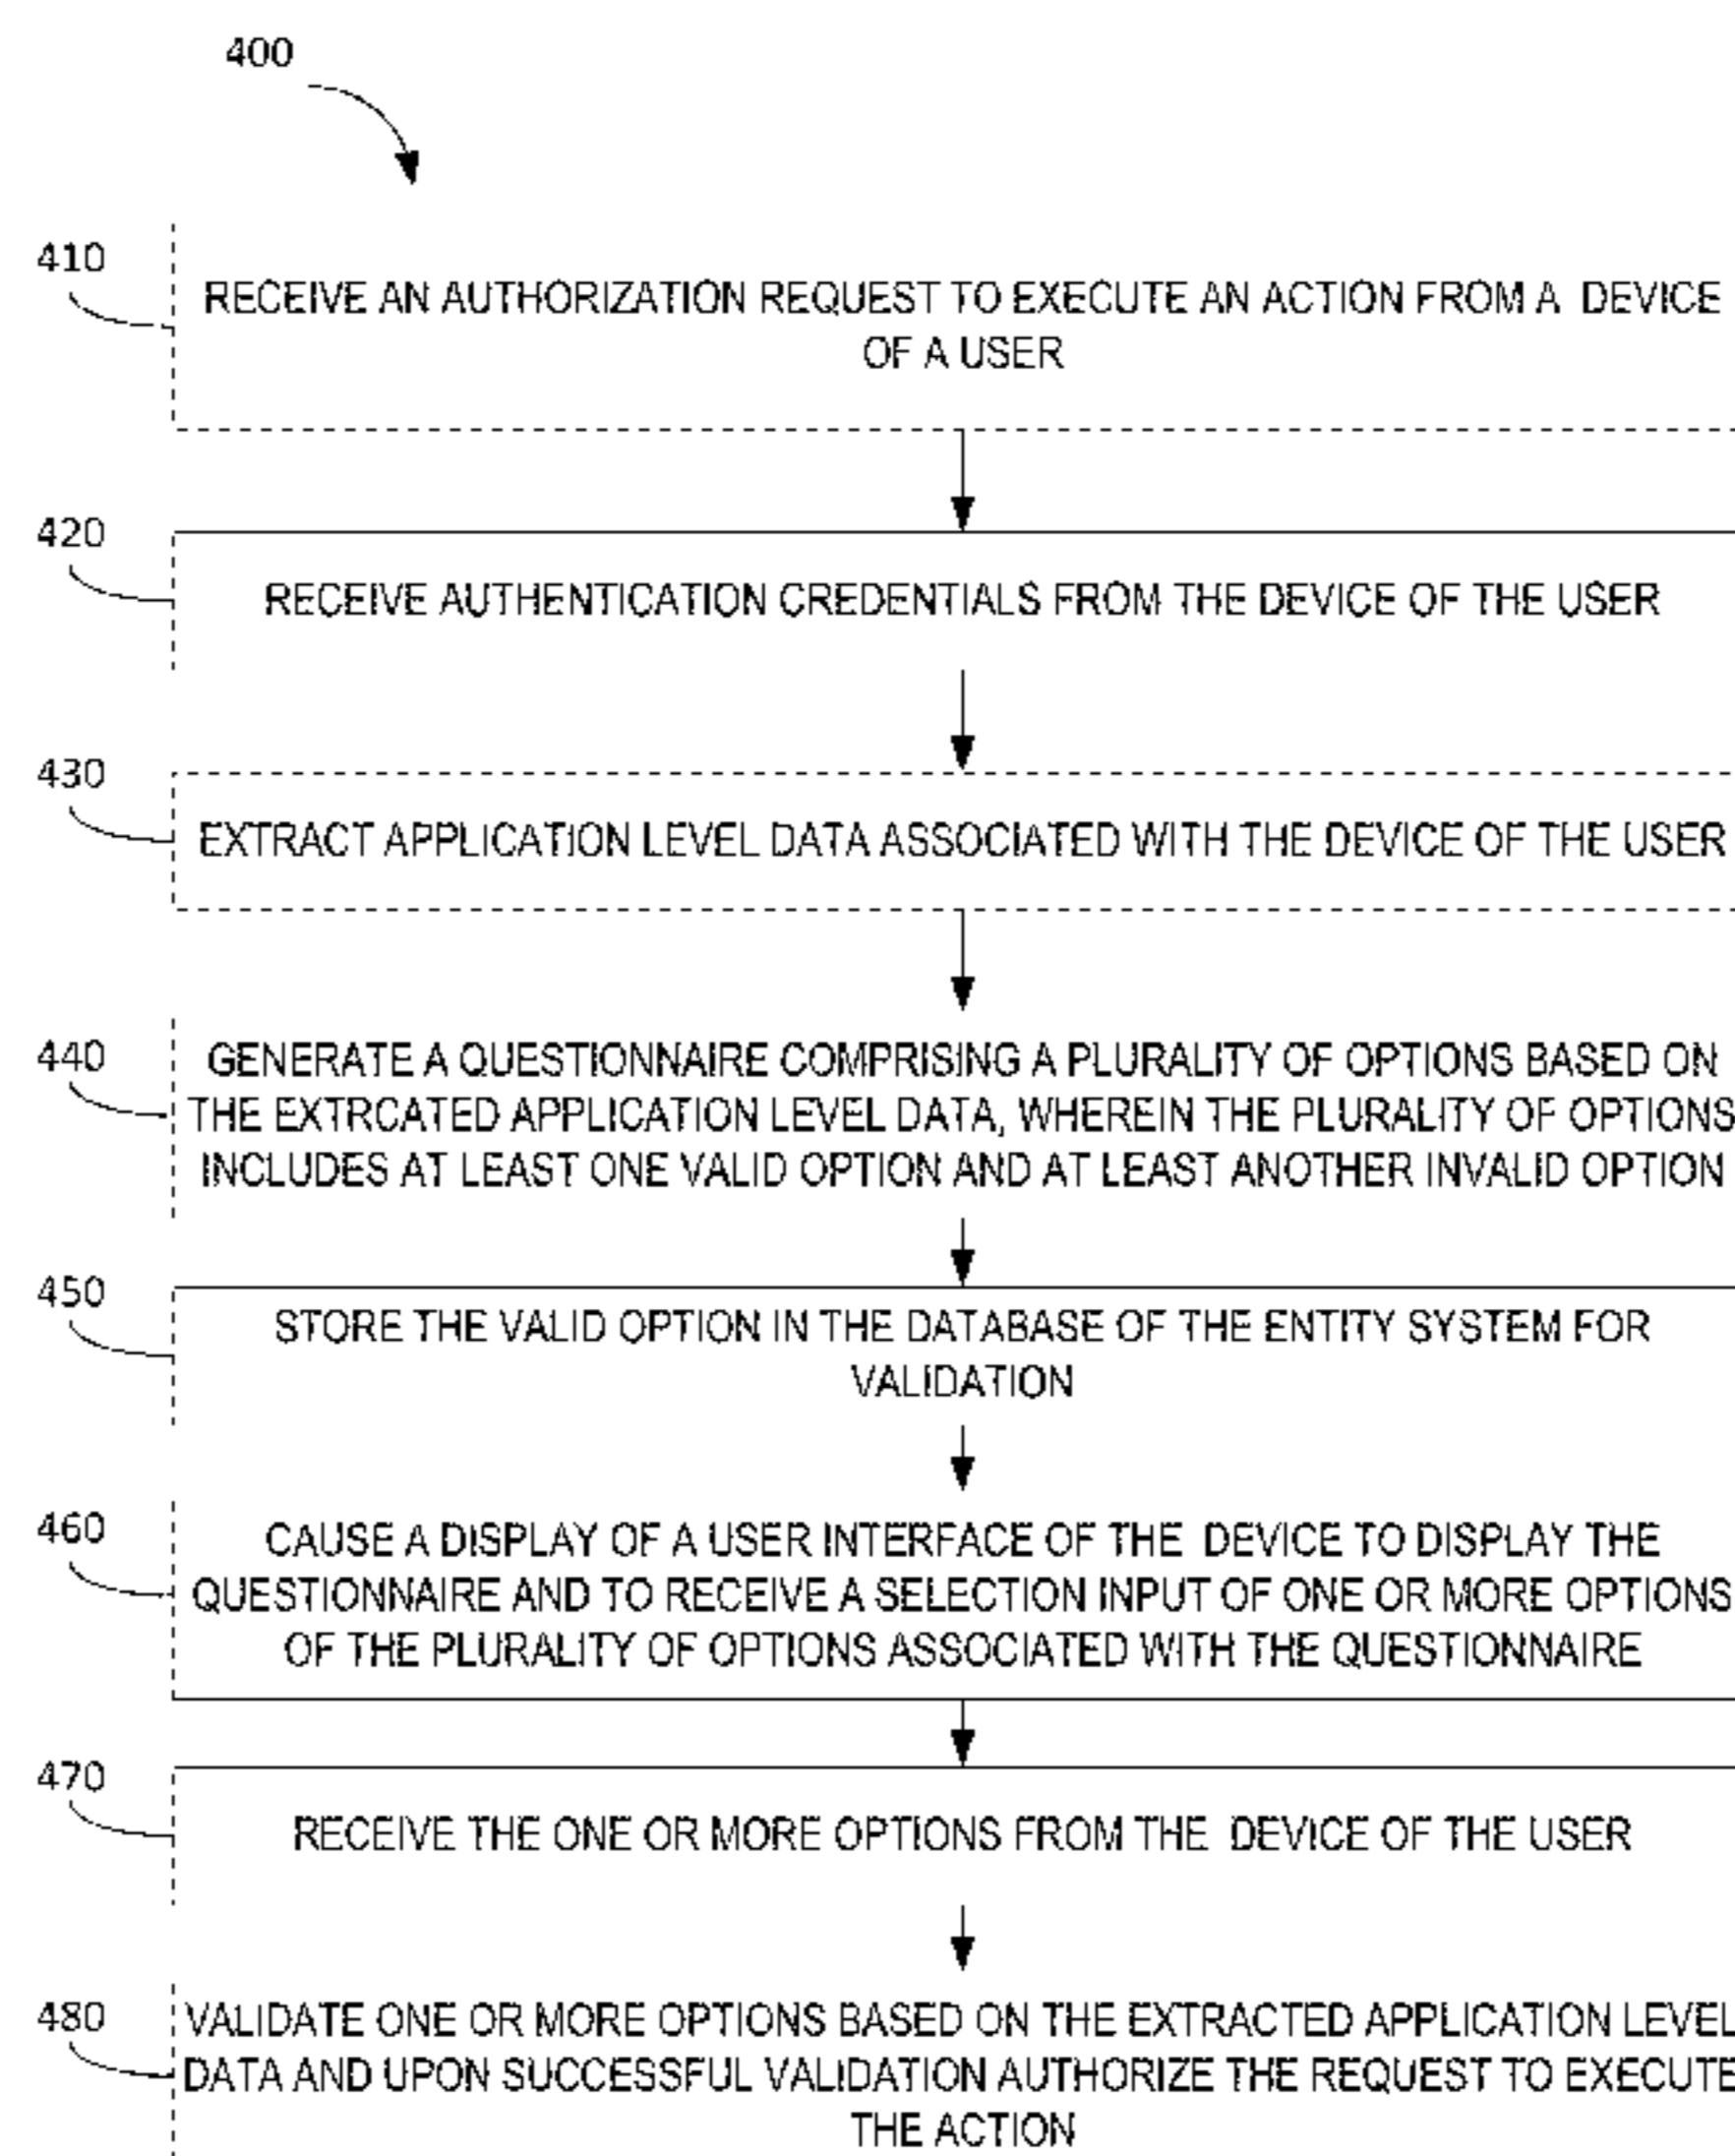 400
410
RECEIVE AN AUTHORIZATION REQUEST TO EXECUTE AN ACTION FROM A DEVICE
OF A USER
420
RECEIVE AUTHENTICATION CREDENTIALS FROM THE DEVICE OF THE USER
430
EXTRACT APPLICATION LEVEL DATA ASSOCIATED WITH THE DEVICE OF THE USER
440
GENERATE A QUESTIONNAIRE COMPRISING A PLURALITY OF OPTIONS BASED ON
THE EXTRCATED APPLICATION LEVEL DATA, WHEREIN THE PLURALITY OF OPTIONS
INCLUDES AT LEAST ONE VALID OPTION AND AT LEAST ANOTHER INVALID OPTION
450
STORE THE VALID OPTION IN THE DATABASE OF THE ENTITY SYSTEM FOR
VALIDATION
460
CAUSE A DISPLAY OF A USER INTERFACE OF THE DEVICE TO DISPLAY THE
QUESTIONNAIRE AND TO RECEIVE A SELECTION INPUT OF ONE OR MORE OPTIONS
OF THE PLURALITY OF OPTIONS ASSOCIATED WITH THE QUESTIONNAIRE
470
RECEIVE THE ONE OR MORE OPTIONS FROM THE DEVICE OF THE USER
480
VALIDATE ONE OR MORE OPTIONS BASED ON THE EXTRACTED APPLICATION LEVEL
DATA AND UPON SUCCESSFUL VALIDATION AUTHORIZE THE REQUEST TO EXECUTE
THE ACTION